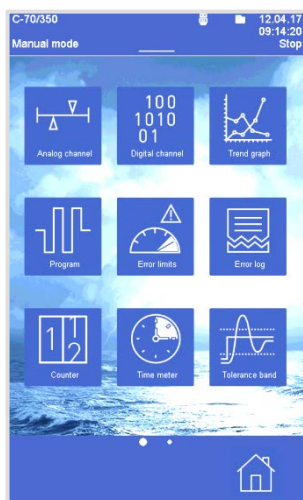 C-70/350
12.04.17
09:14:20
Manual mode
Stop
Analog channel
100
1010
01
Digital channel
Trend graph
Program
Error limits
Error log
1 1 2
Counter
Time meter
Tolerance band